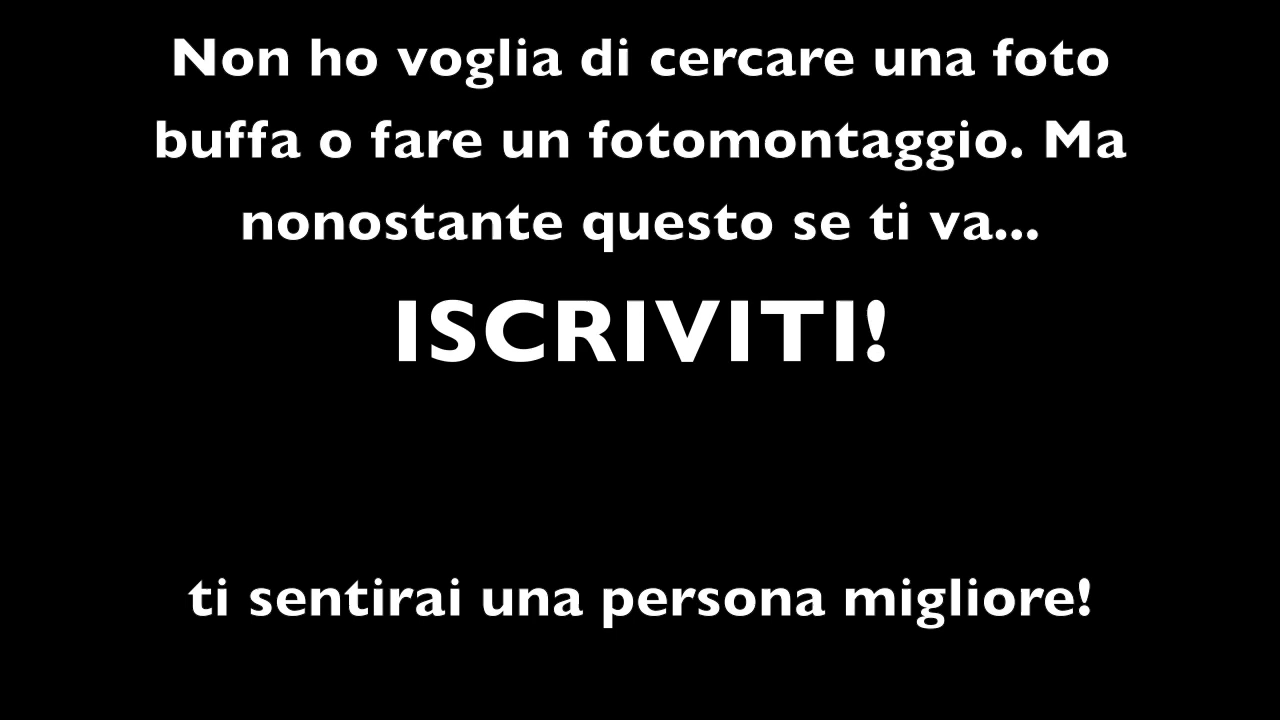 Non ho voglia di cercare una foto
buffa o fare un fotomontaggio. Ma
nonostante questo se ti va...
ISCRIVITI!
ti sentirai una persona migliore!